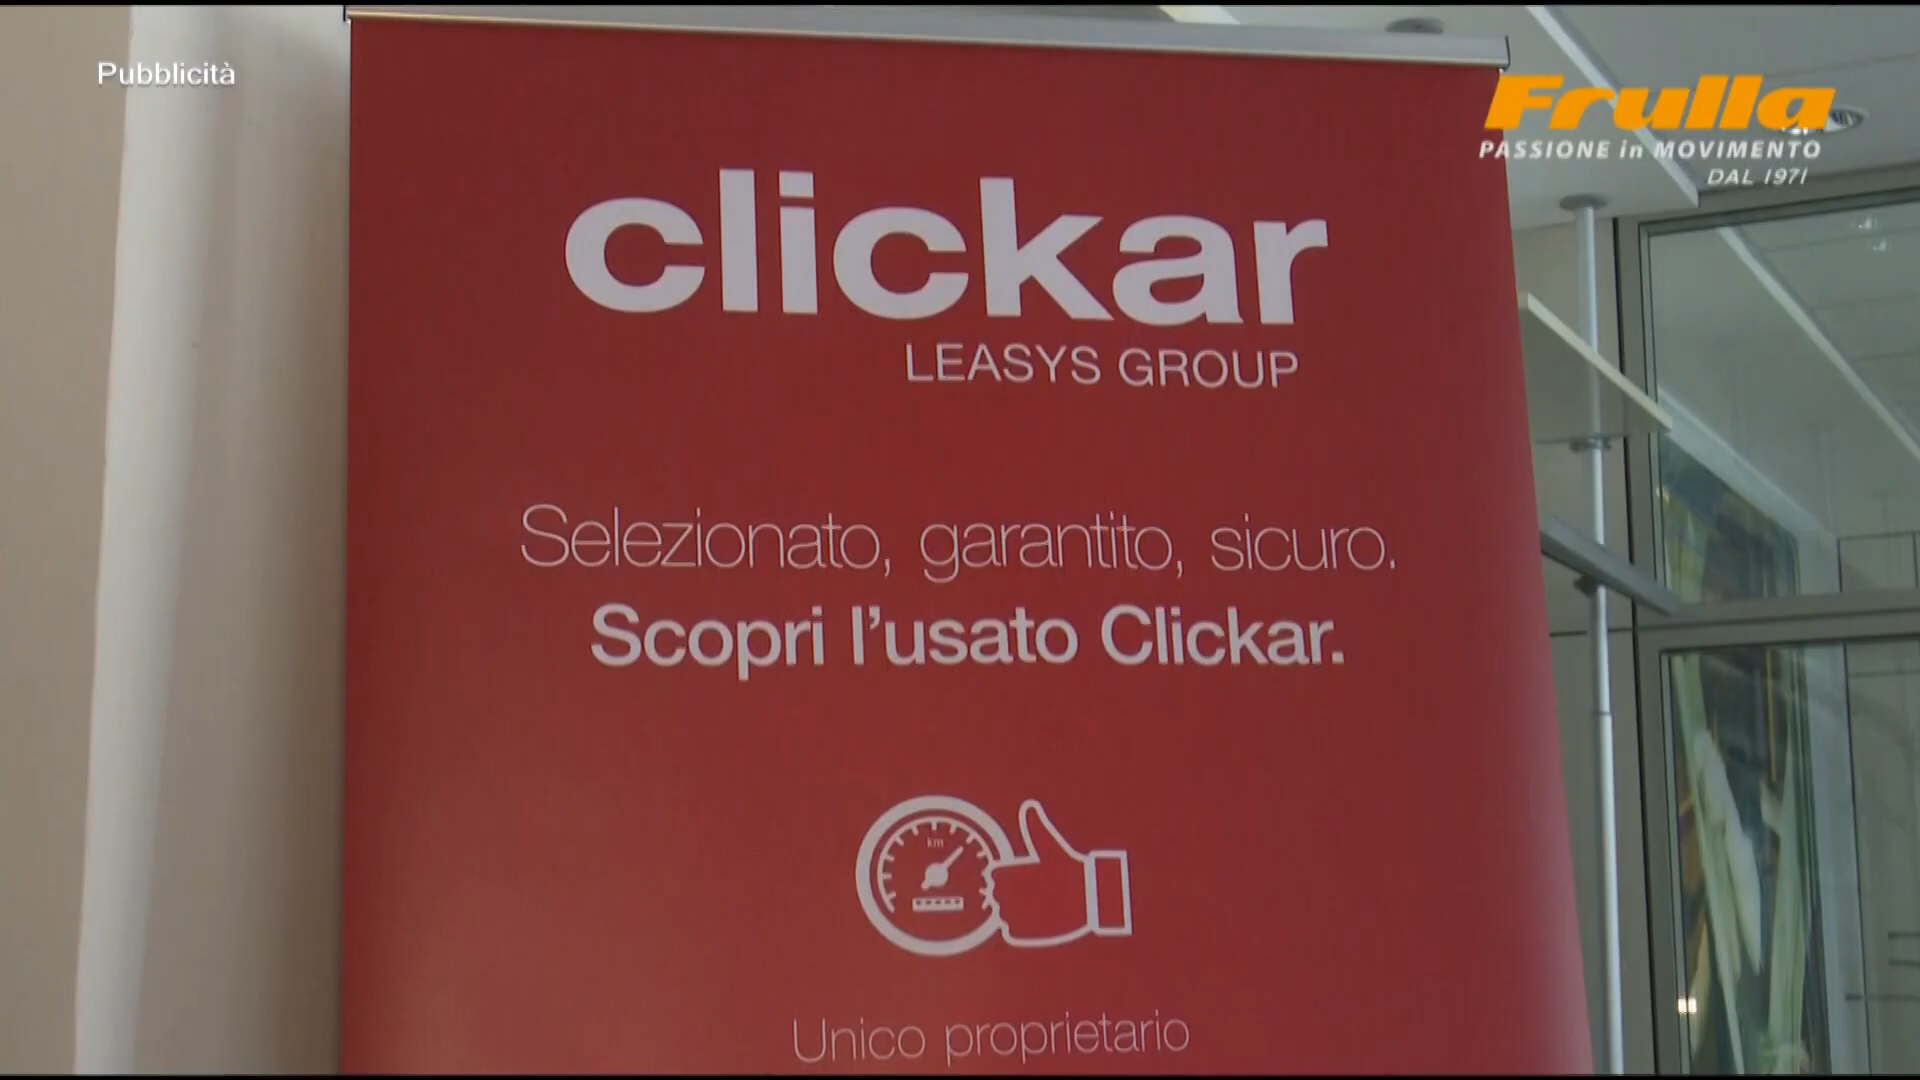 Pubblicità
Frulla
PASSIONE in MOVIMENTO
DAL 1971
clickar
LEASYS GROUP
Selezionato, garantito, sicuro.
Scopri l'usato Clickar.
km
Unico proprietario